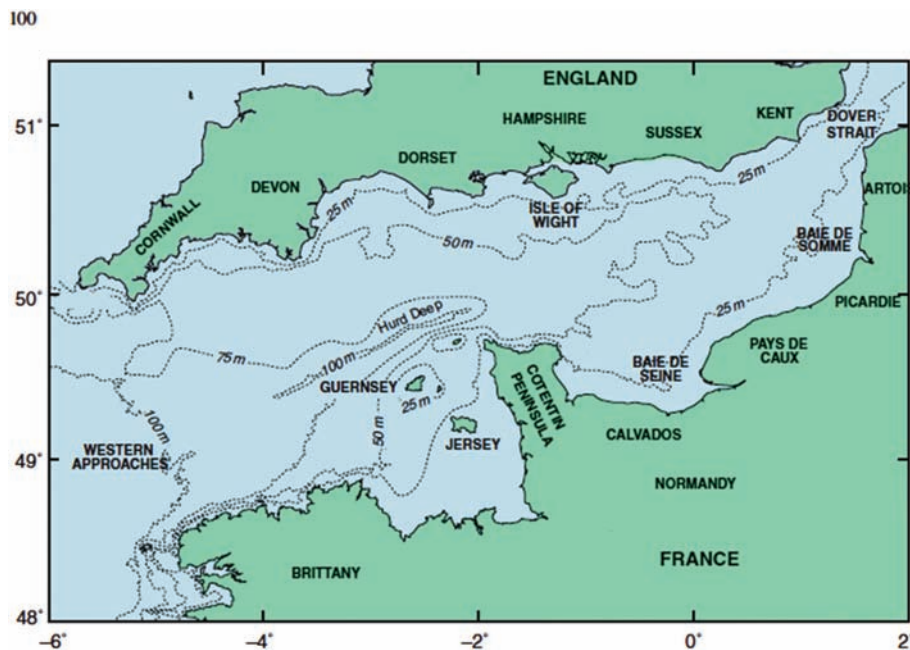 100
ENGLAND
HAMPSHIRE
KENT
51°
DOVER
STRAIT
SUSSEX
DORSET
25 m
DEVON
ARTOIS
25 m
ISLE OF
WIGHT
CORNWALL
50 m
BAIE DE
SOMME
50°
PICARDIE
Hurd Deep
25 m
75 m
100 m
PAYS DE
CAUX
BAIE DE
SEINE
GUERNSEY
COTENTIN
PENINSULA
25 m
100 m
50 m
JERSEY
CALVADOS
WESTERN
APPROACHES
49°
NORMANDY
FRANCE
BRITTANY
48°
-6°
-4°
-2°
0°
2